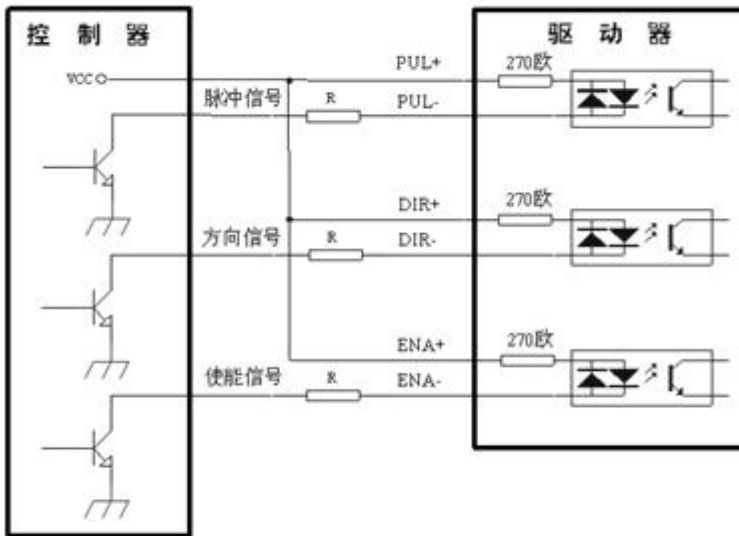 控 制 器
驱 动 器
VCC
PUL+
270欧
脉冲信号
R
PUL-
DIR+
270欧
方向信号
R
DIR-
ENA+
270欧
使能信号
R
ENA-